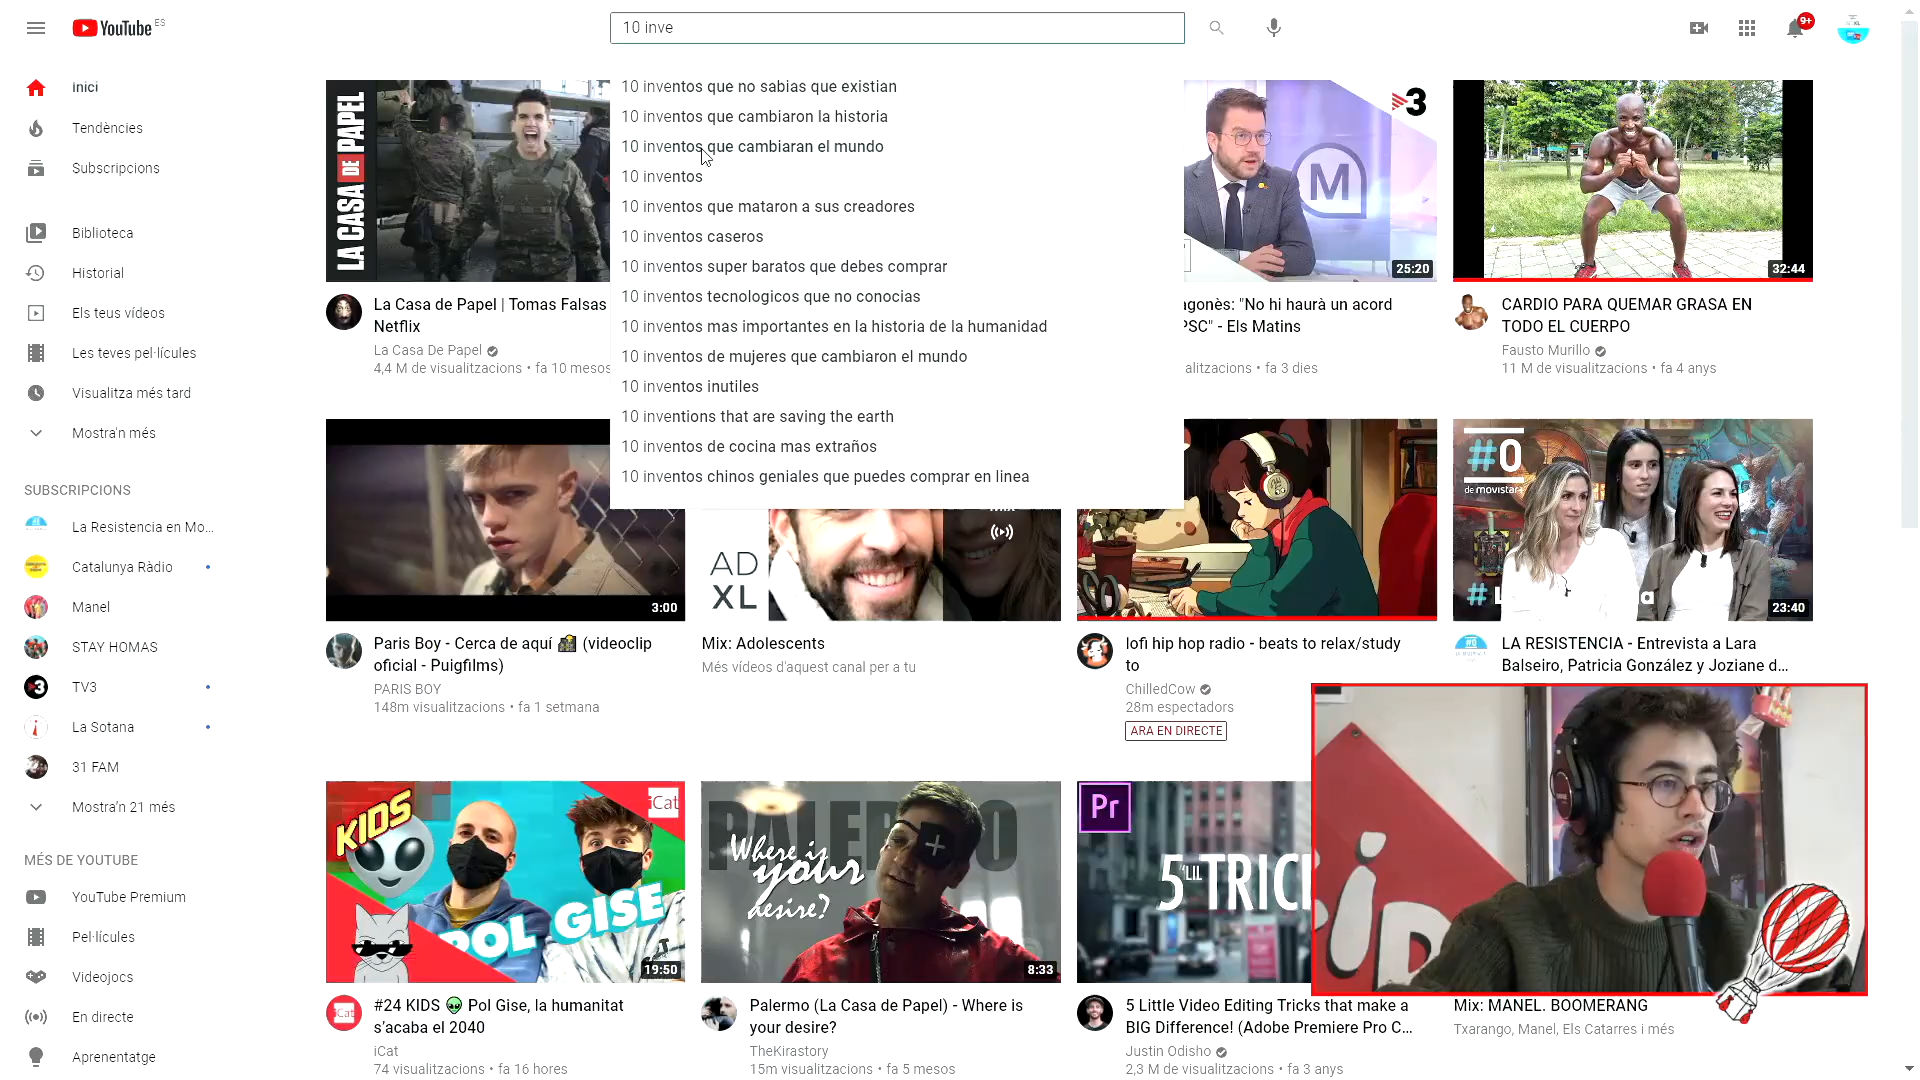 YouTube ES
10 inve
9+
Inici
Tendències
Subscripcions
Biblioteca
Historial
Els teus vídeos
Les teves pel·lícules
Visualitza més tard
Mostra'n més
SUBSCRIPCIONS
La Resistencia en Mo...
Catalunya Ràdio
Manel
STAY HOMAS
TV3
La Sotana
31 FAM
Mostra'n 21 més
MÉS DE YOUTUBE
YouTube Premium
Pel·lícules
Videojocs
En directe
Aprenentatge
10 inventos que no sabias que existian
10 inventos que cambiaron la historia
10 inventos que cambiaran el mundo
10 inventos
10 inventos que mataron a sus creadores
10 inventos caseros
10 inventos super baratos que debes comprar
10 inventos tecnologicos que no conocias
10 inventos mas importantes en la historia de la humanidad
10 inventos de mujeres que cambiaron el mundo
10 inventos inutiles
10 inventions that are saving the earth
10 inventos de cocina mas extraños
10 inventos chinos geniales que puedes comprar en linea
LA CASA DE PAPEL
La Casa de Papel | Tomas Falsas
Netflix
La Casa De Papel
4,4 M de visualitzacions • fa 10 mesos
3
M
25:20
agonès: "No hi haurà un acord
PSC" - Els Matins
alitzacions • fa 3 dies
32:44
CARDIO PARA QUEMAR GRASA EN
TODO EL CUERPO
Fausto Murillo
11 M de visualitzacions • fa 4 anys
3:00
Paris Boy - Cerca de aquí 📸 (videoclip
oficial - Puigfilms)
PARIS BOY
148m visualitzacions • fa 1 setmana
AD
XL
Mix: Adolescents
Més vídeos d'aquest canal per a tu
lofi hip hop radio - beats to relax/study
to
ChilledCow
28m espectadors
ARA EN DIRECTE
#0
de movistar+
23:40
LA RESISTENCIA - Entrevista a Lara
Balseiro, Patricia González y Joziane d...
KIDS
iCat
POL GISE
19:50
#24 KIDS 👽 Pol Gise, la humanitat
s'acaba el 2040
iCat
74 visualitzacions • fa 16 hores
PALERMO
Where is
your
desire?
8:33
Palermo (La Casa de Papel) - Where is
your desire?
TheKirastory
15m visualitzacions • fa 5 mesos
Pr
5 'LIL TRIC
5 Little Video Editing Tricks that make a
BIG Difference! (Adobe Premiere Pro C...
Justin Odisho
2,3 M de visualitzacions • fa 3 anys
Mix: MANEL. BOOMERANG
Txarango, Manel, Els Catarres i més